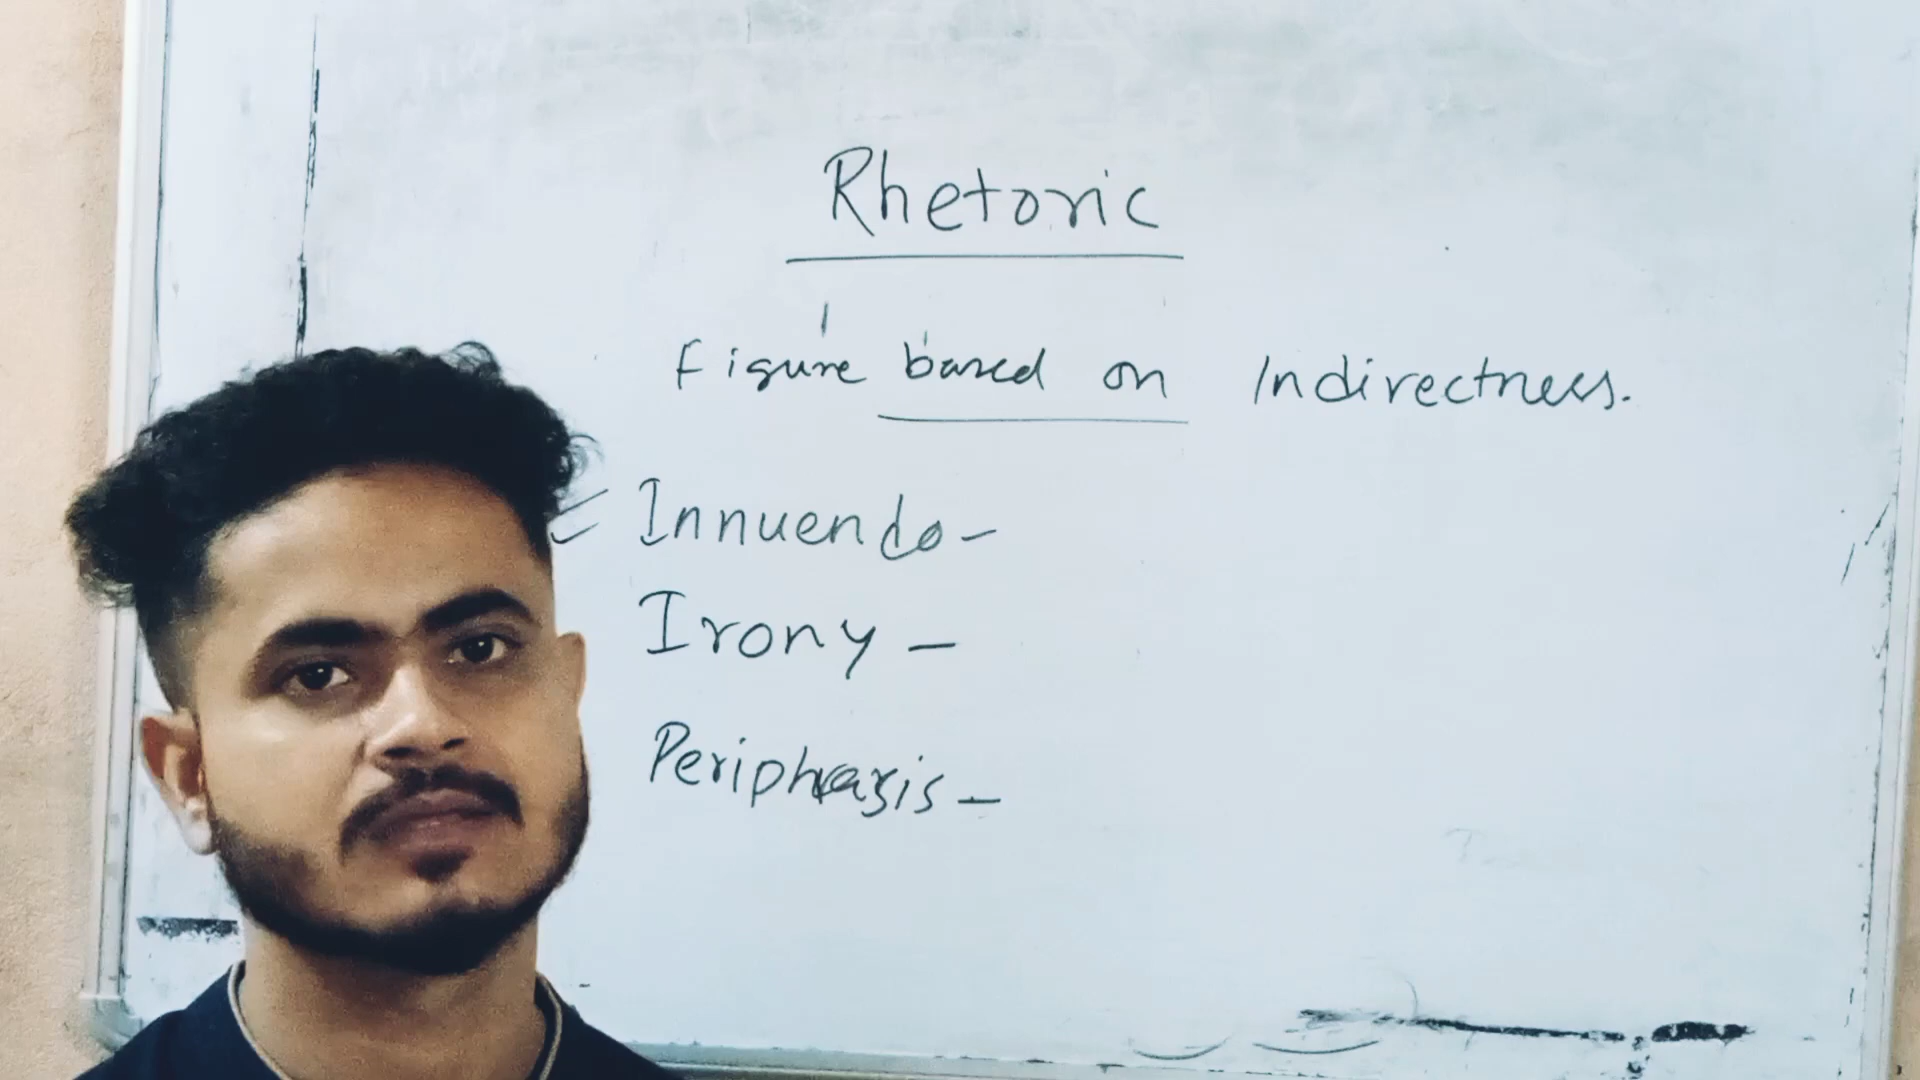 Rhetoric
Figure based on Indirectness.
Innuendo -
Irony -
Periphrasis -